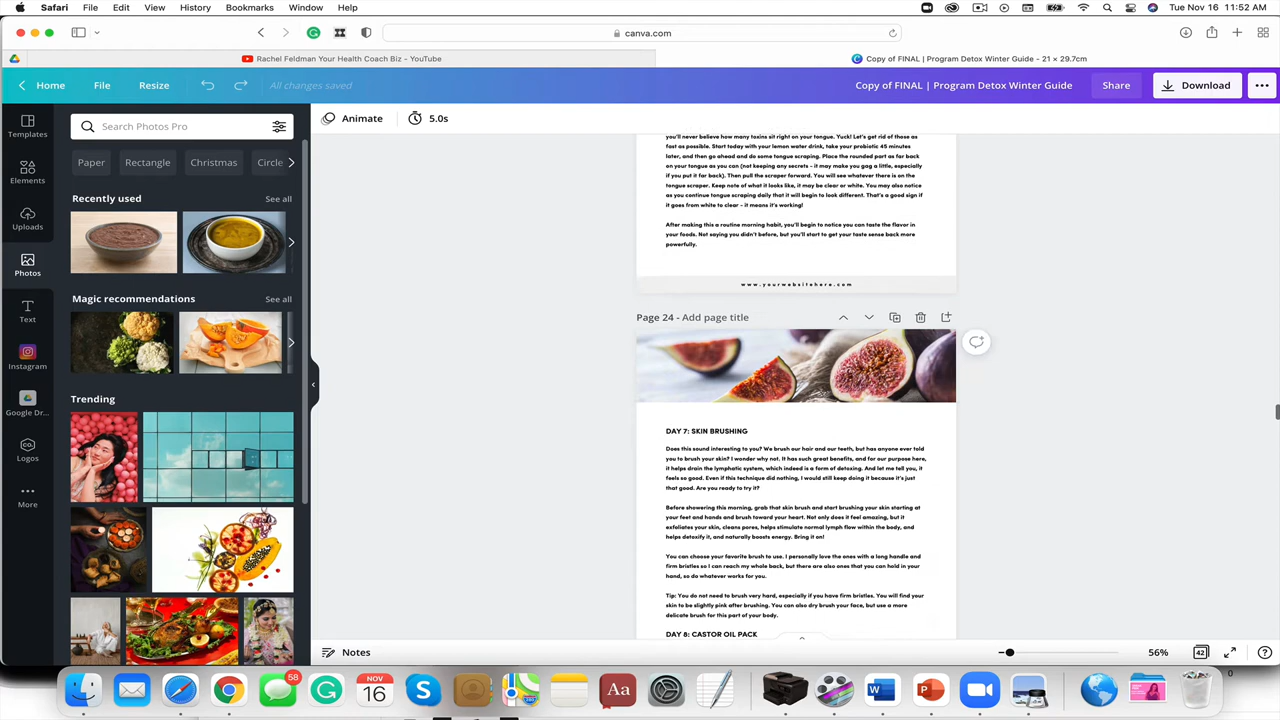 Safari File Edit View History Bookmarks Window Help
Tue Nov 16 11:52 AM
canva.com
Rachel Feldman Your Health Coach Biz - YouTube
Copy of FINAL | Program Detox Winter Guide - 21 × 29.7cm
Home File Resize All changes saved
Copy of FINAL | Program Detox Winter Guide
Share
Download
Templates
Elements
Uploads
Photos
Text
Instagram
Google Dr...
Logos
More
Search Photos Pro
Paper Rectangle Christmas Circle
Recently used See all
Magic recommendations See all
Trending
Animate 5.0s
you'll never believe how many toxins sit right on your tongue. Yuck! Let's get rid of those as
fast as possible. Start today with your lemon water drink, take your probiotic 45 minutes
later, and then go ahead and do some tongue scraping. Place the rounded part as far back
on your tongue as you can (not keeping any secrets – it may make you gag a little, especially
if you put it far back). Then pull the scraper forward. You will see whatever there is on the
tongue scraper. Keep note of what it looks like, it may be clear or white. You may also notice
as you continue tongue scraping daily that it will begin to look different. That's a good sign if
it goes from white to clear – it means it's working!
After making this a routine morning habit, you'll begin to notice you can taste the flavor in
your foods. Not saying you didn't before, but you'll start to get your taste sense back more
powerfully.
www.yourwebsitehere.com
Page 24 - Add page title
DAY 7: SKIN BRUSHING
Does this sound interesting to you? We brush our hair and our teeth, but has anyone ever told
you to brush your skin? I wonder why not. It has such great benefits, and for our purpose here,
it helps drain the lymphatic system, which indeed is a form of detoxing. And let me tell you, it
feels so good. Even if this technique did nothing, I would still keep doing it because it's just
that good. Are you ready to try it?
Before showering this morning, grab that skin brush and start brushing your skin starting at
your feet and hands and brush toward your heart. Not only does it feel amazing, but it
exfoliates your skin, cleans pores, helps stimulate normal lymph flow within the body, and
helps detoxify it, and naturally boosts energy. Bring it on!
You can choose your favorite brush to use. I personally love the ones with a long handle and
firm bristles so I can reach my whole back, but there are also ones that you can hold in your
hand, so do whatever works for you.
Tip: You do not need to brush very hard, especially if you have firm bristles. You will find your
skin to be slightly pink after brushing. You can also dry brush your face, but use a more
delicate brush for this part of your body.
DAY 8: CASTOR OIL PACK
Notes
56%
42
58
NOV
16
Aa